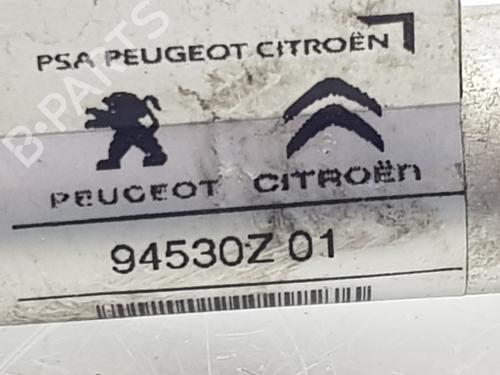 PSA PEUGEOT CITROËN
PEUGEOT CITROËN
94530Z 01
B-PARTS